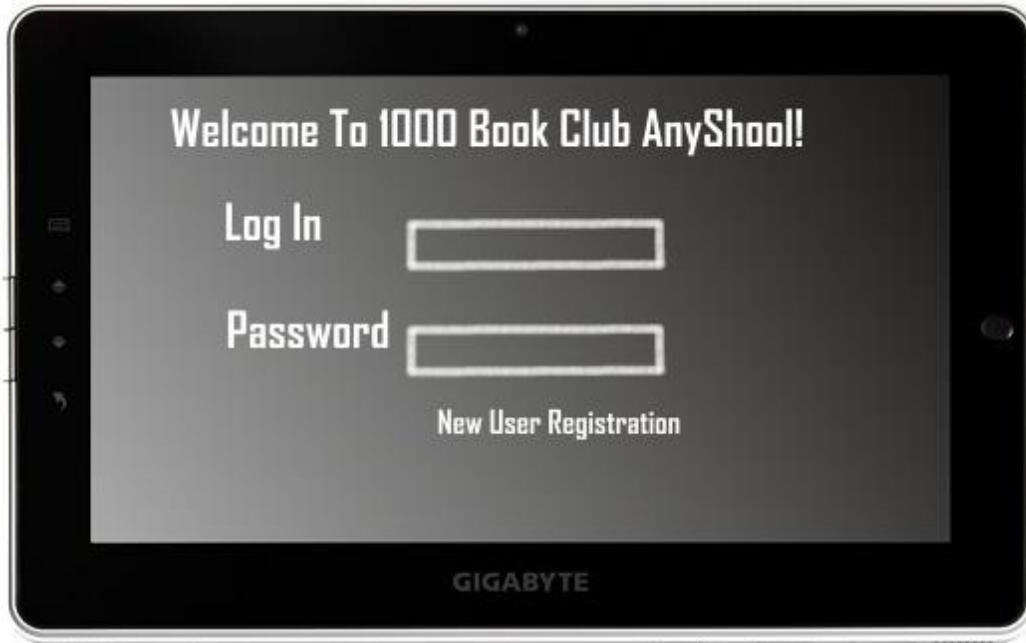 Welcome To 1000 Book Club AnyShool!
Log In
Password
New User Registration
GIGABYTE